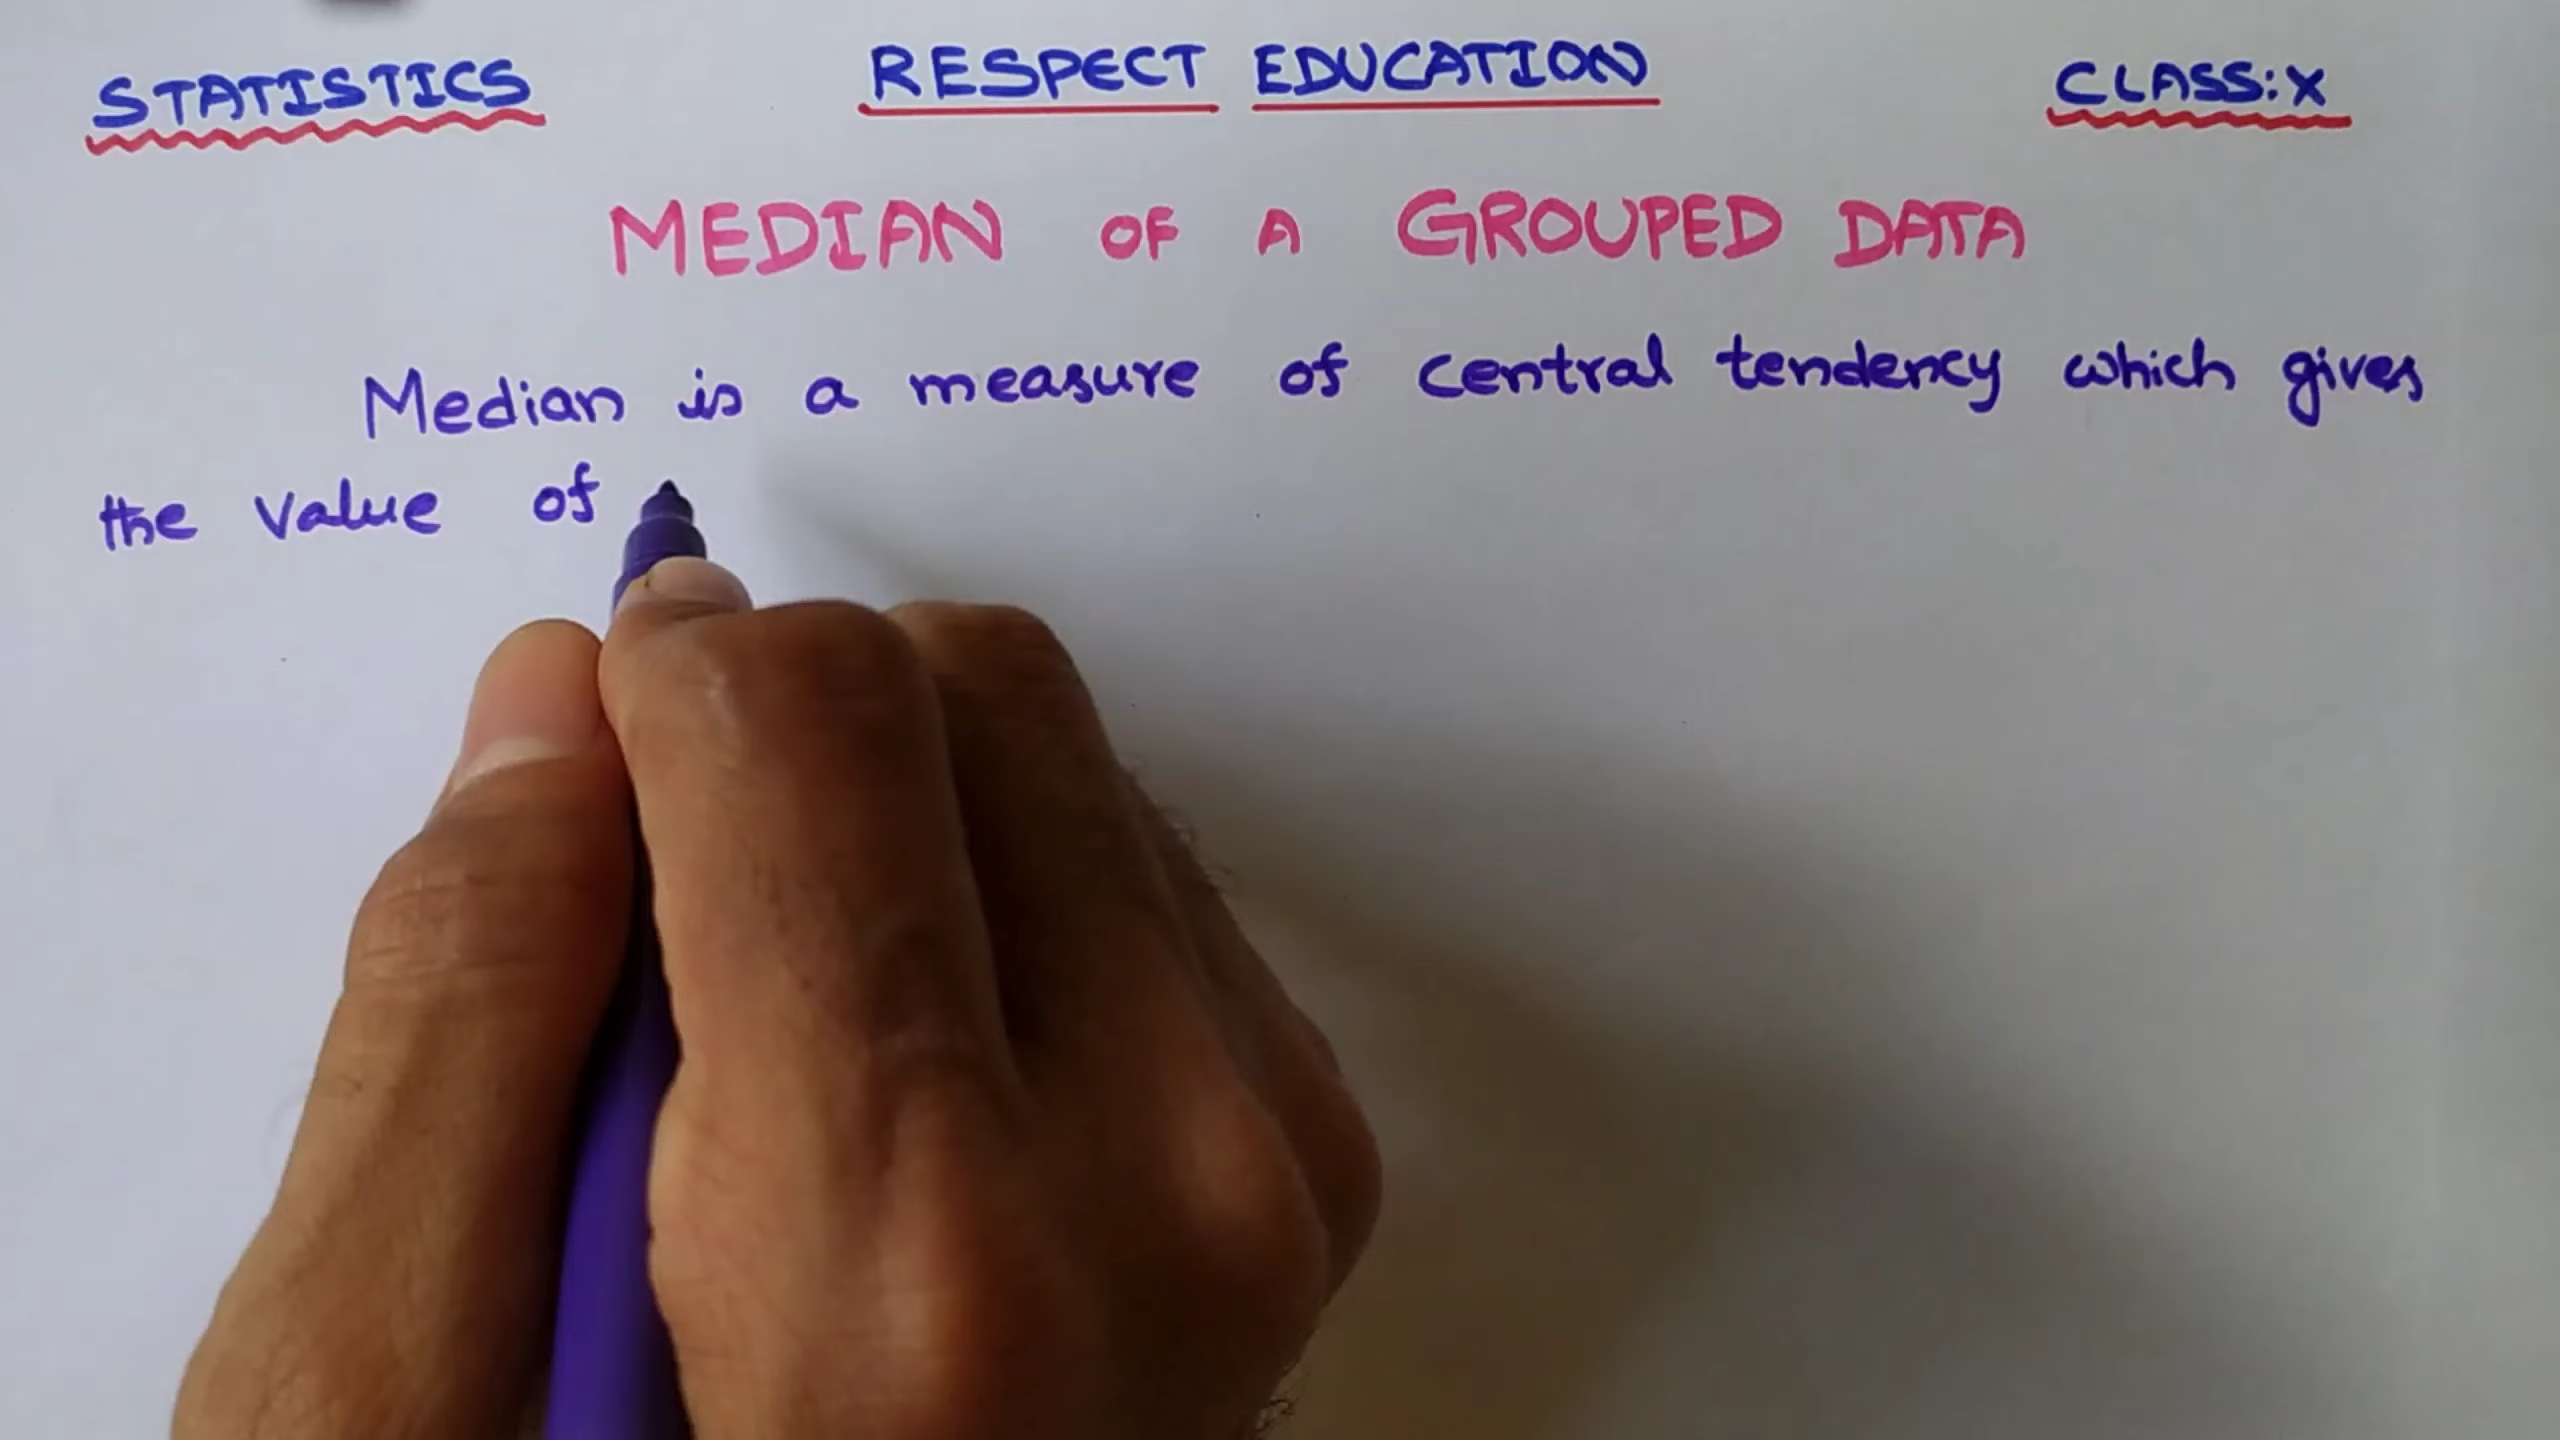 STATISTICS RESPECT EDUCATION CLASS:X
MEDIAN OF A GROUPED DATA
Median is a measure of central tendency which gives
the value of